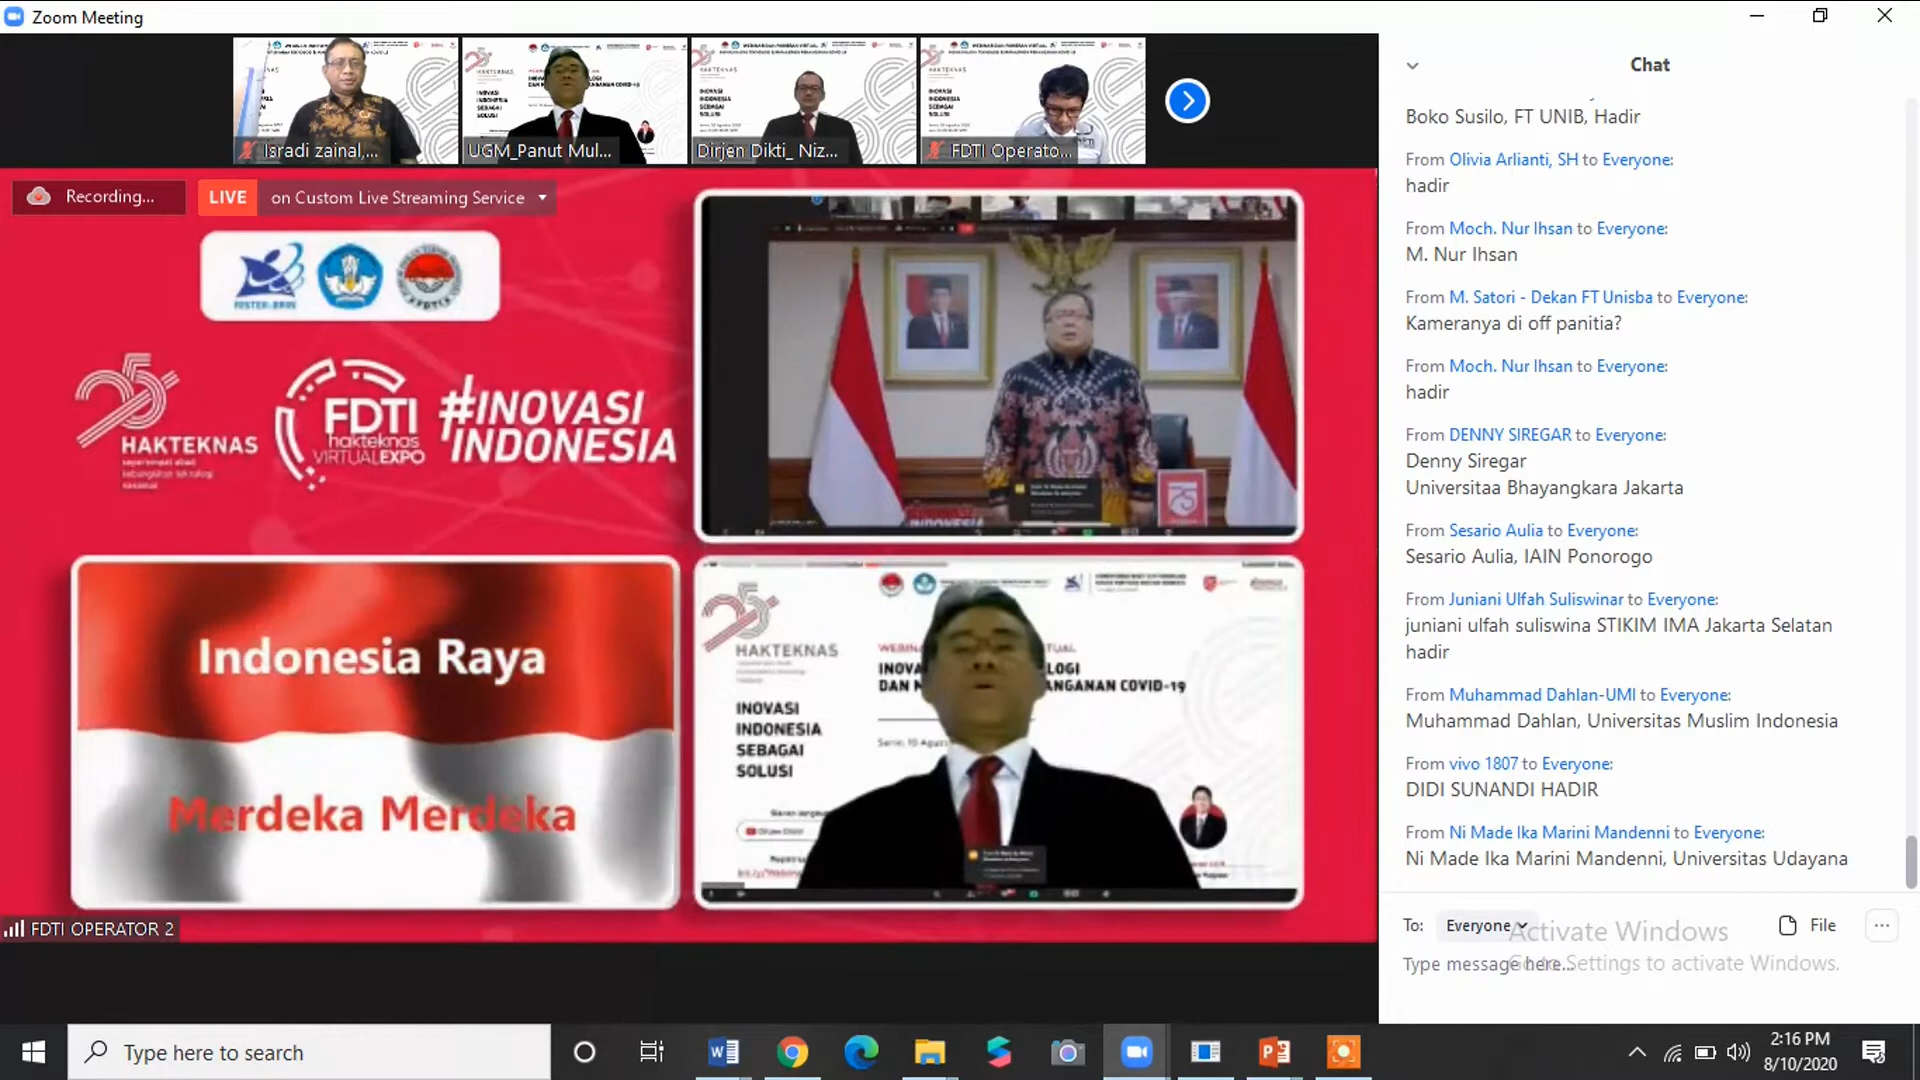 Zoom Meeting
Isradi zainal,...
UGM_Panut Mul...
Dirjen Dikti_ Niz...
FDTI Operato...
Recording...
LIVE on Custom Live Streaming Service
RISTEK-BRIN
25
HAKTEKNAS
FDTI
hakteknas
VIRTUAL EXPO
#INOVASI
INDONESIA
Indonesia Raya
Merdeka Merdeka
HAKTEKNAS
INOVASI
INDONESIA
SEBAGAI
SOLUSI
FDTI OPERATOR 2
Chat
Boko Susilo, FT UNIB, Hadir
From Olivia Arlianti, SH to Everyone:
hadir
From Moch. Nur Ihsan to Everyone:
M. Nur Ihsan
From M. Satori - Dekan FT Unisba to Everyone:
Kameranya di off panitia?
From Moch. Nur Ihsan to Everyone:
hadir
From DENNY SIREGAR to Everyone:
Denny Siregar
Universitaa Bhayangkara Jakarta
From Sesario Aulia to Everyone:
Sesario Aulia, IAIN Ponorogo
From Juniani Ulfah Suliswinar to Everyone:
juniani ulfah suliswina STIKIM IMA Jakarta Selatan
hadir
From Muhammad Dahlan-UMI to Everyone:
Muhammad Dahlan, Universitas Muslim Indonesia
From vivo 1807 to Everyone:
DIDI SUNANDI HADIR
From Ni Made Ika Marini Mandenni to Everyone:
Ni Made Ika Marini Mandenni, Universitas Udayana
To: Everyone
File
Type message here...
Activate Windows
Go to Settings to activate Windows.
Type here to search
2:16 PM
8/10/2020